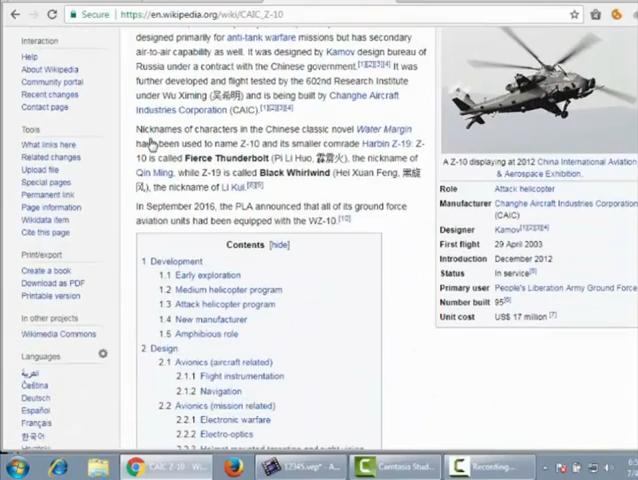 Secure
https://en.wikipedia.org/wiki/CAIC_Z-10
Interaction
Help
About Wikipedia
Community portal
Recent changes
Contact page
Tools
What links here
Related changes
Upload file
Special pages
Permanent link
Page information
Wikidata item
Cite this page
Print/export
Create a book
Download as PDF
Printable version
In other projects
Wikimedia Commons
Languages
العربية
Čeština
Deutsch
Español
Français
한국어
designed primarily for anti-tank warfare missions but has secondary
air-to-air capability as well. It was designed by Kamov design bureau of
Russia under a contract with the Chinese government.[1][2][3][4] It was
further developed and flight tested by the 602nd Research Institute
under Wu Ximing (吴希明) and is being built by Changhe Aircraft
Industries Corporation (CAIC).[1][2][3][4]
Nicknames of characters in the Chinese classic novel Water Margin
had been used to name Z-10 and its smaller comrade Harbin Z-19: Z-
10 is called Fierce Thunderbolt (Pi Li Huo, 霹雳火), the nickname of
Qin Ming, while Z-19 is called Black Whirlwind (Hei Xuan Feng, 黑旋
风), the nickname of Li Kui.[8][9]
In September 2016, the PLA announced that all of its ground force
aviation units had been equipped with the WZ-10.[10]
Contents [hide]
1 Development
1.1 Early exploration
1.2 Medium helicopter program
1.3 Attack helicopter program
1.4 New manufacturer
1.5 Amphibious role
2 Design
2.1 Avionics (aircraft related)
2.1.1 Flight instrumentation
2.1.2 Navigation
2.2 Avionics (mission related)
2.2.1 Electronic warfare
2.2.2 Electro-optics
A Z-10 displaying at 2012 China International Aviation
& Aerospace Exhibition.
Role Attack helicopter
Manufacturer Changhe Aircraft Industries Corporation
(CAIC)
Designer Kamov[1][2][3][4]
First flight 29 April 2003
Introduction December 2012
Status In service[5]
Primary user People's Liberation Army Ground Force
Number built 95[6]
Unit cost US$ 17 million [7]
CAIC Z-10 - Wi...
12345.vep* - A...
Camtasia Stud...
Recording...